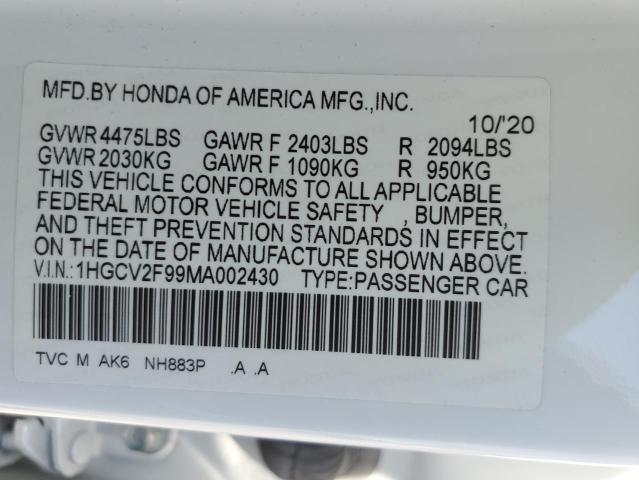 MFD.BY HONDA OF AMERICA MFG.,INC.
10/'20
GVWR 4475LBS GAWR F 2403LBS R 2094LBS
GVWR 2030KG GAWR F 1090KG R 950KG
THIS VEHICLE CONFORMS TO ALL APPLICABLE
FEDERAL MOTOR VEHICLE SAFETY , BUMPER,
AND THEFT PREVENTION STANDARDS IN EFFECT
ON THE DATE OF MANUFACTURE SHOWN ABOVE.
V.I.N.:1HGCV2F99MA002430 TYPE:PASSENGER CAR
TVC M AK6 NH883P .A .A